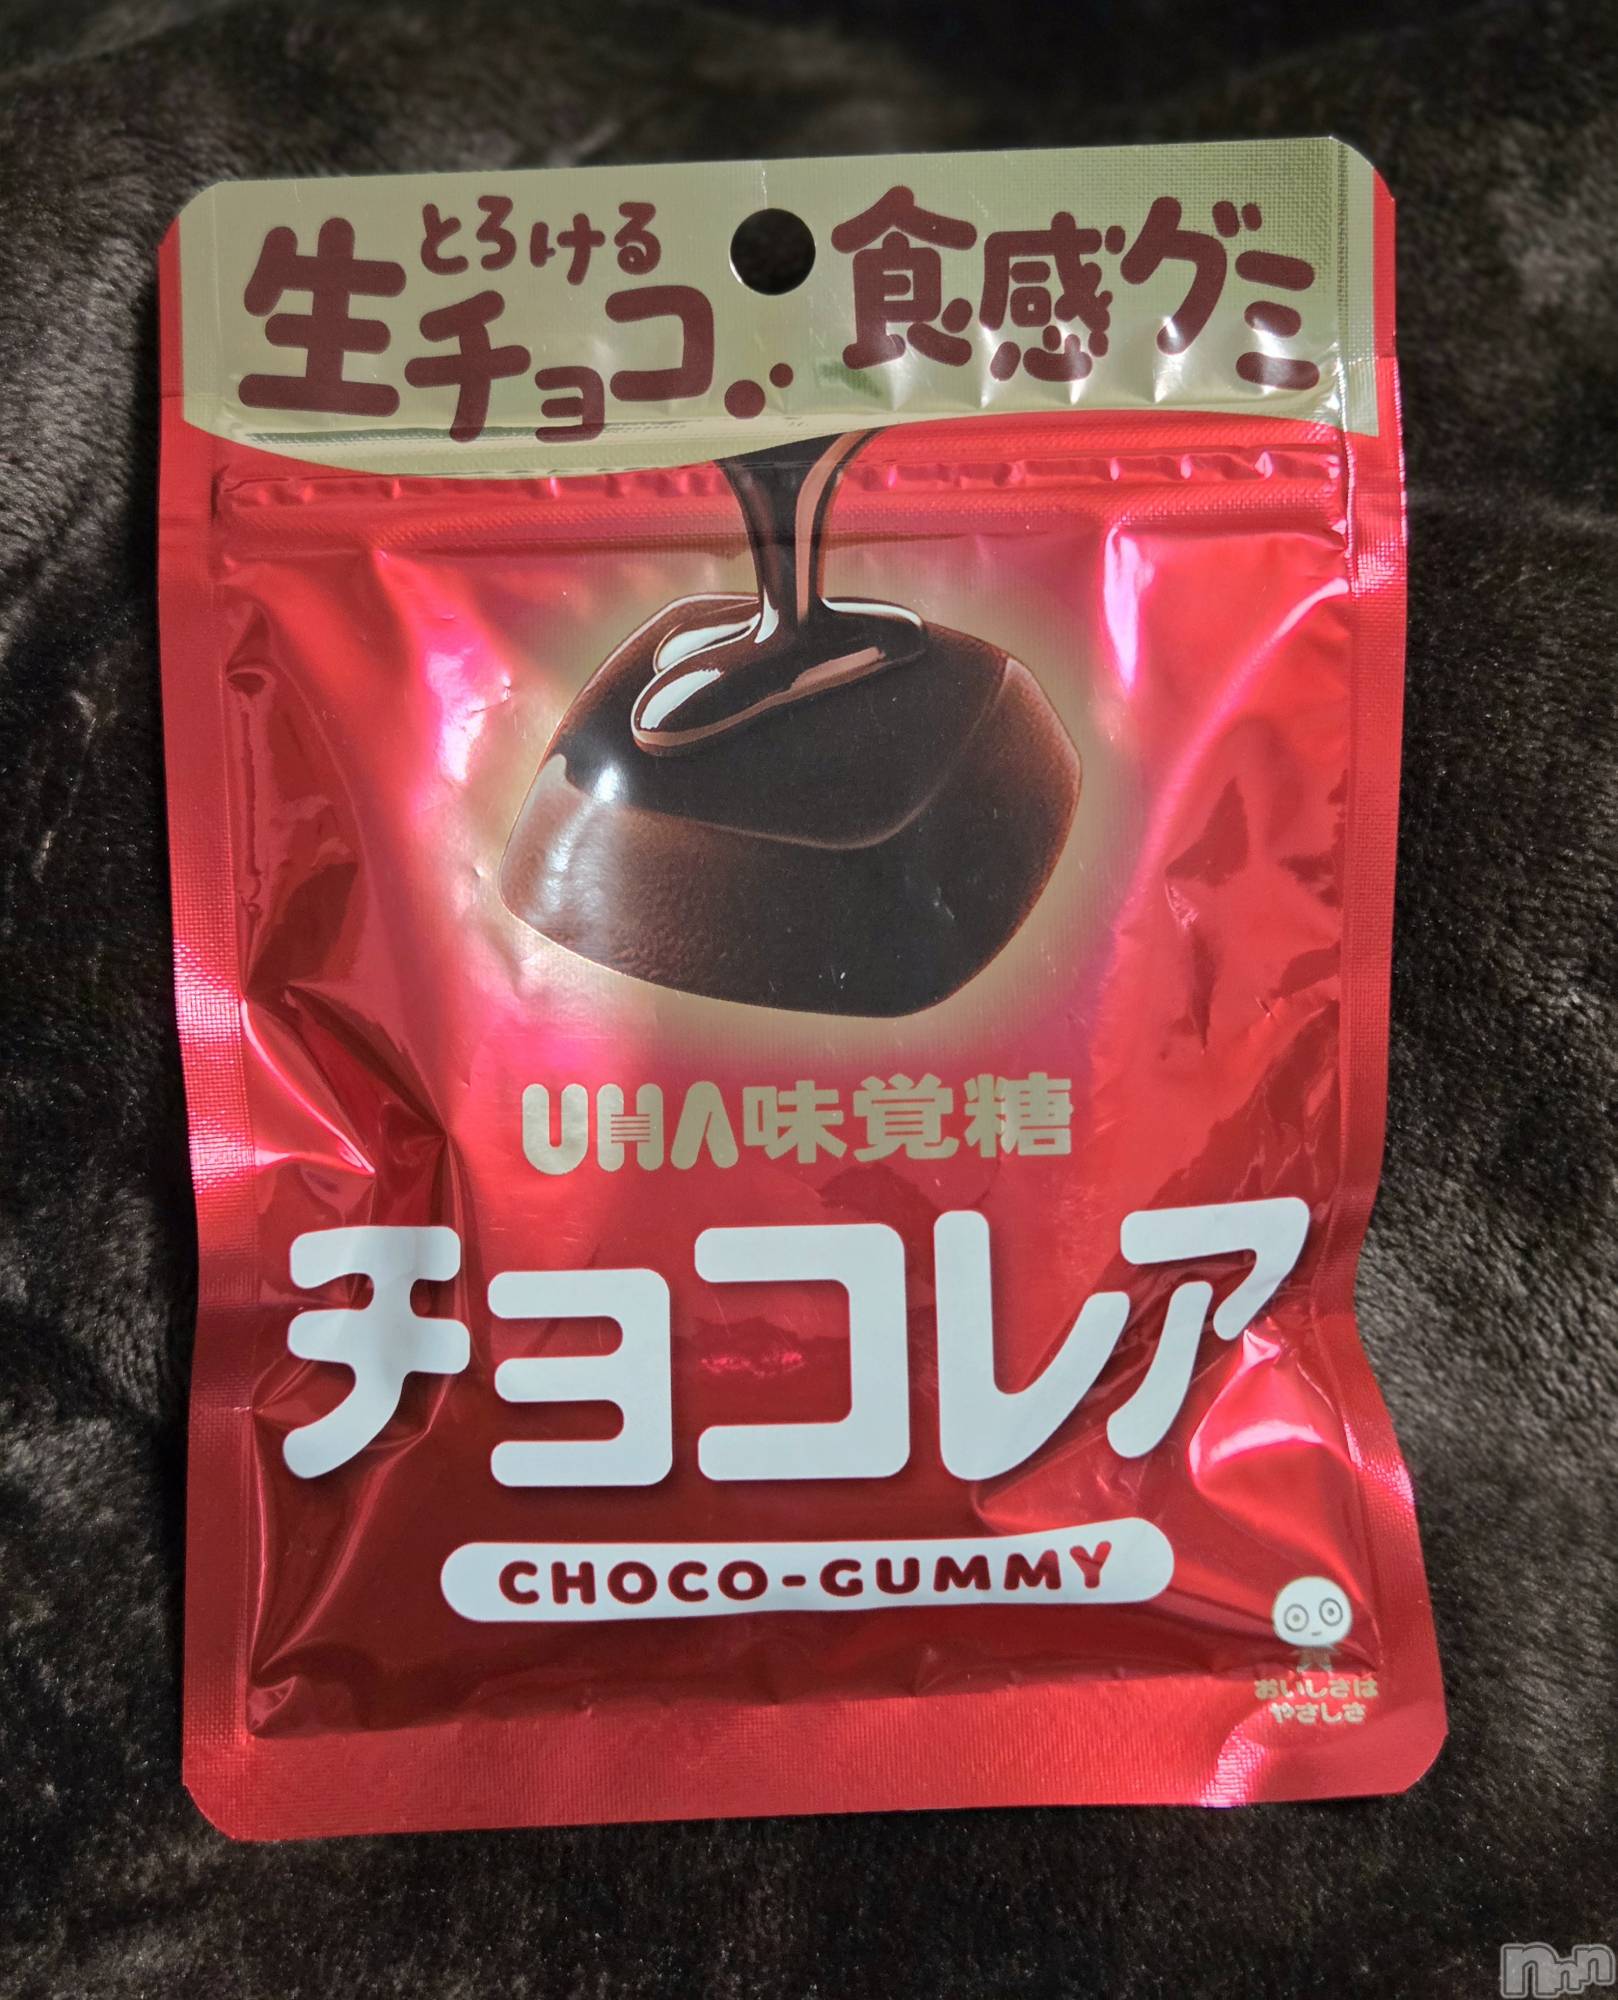 とろける
生チョコ 食感グミ
UHA味覚糖
チョコレア
CHOCO-GUMMY
おいしさは
やさしさ
nnn